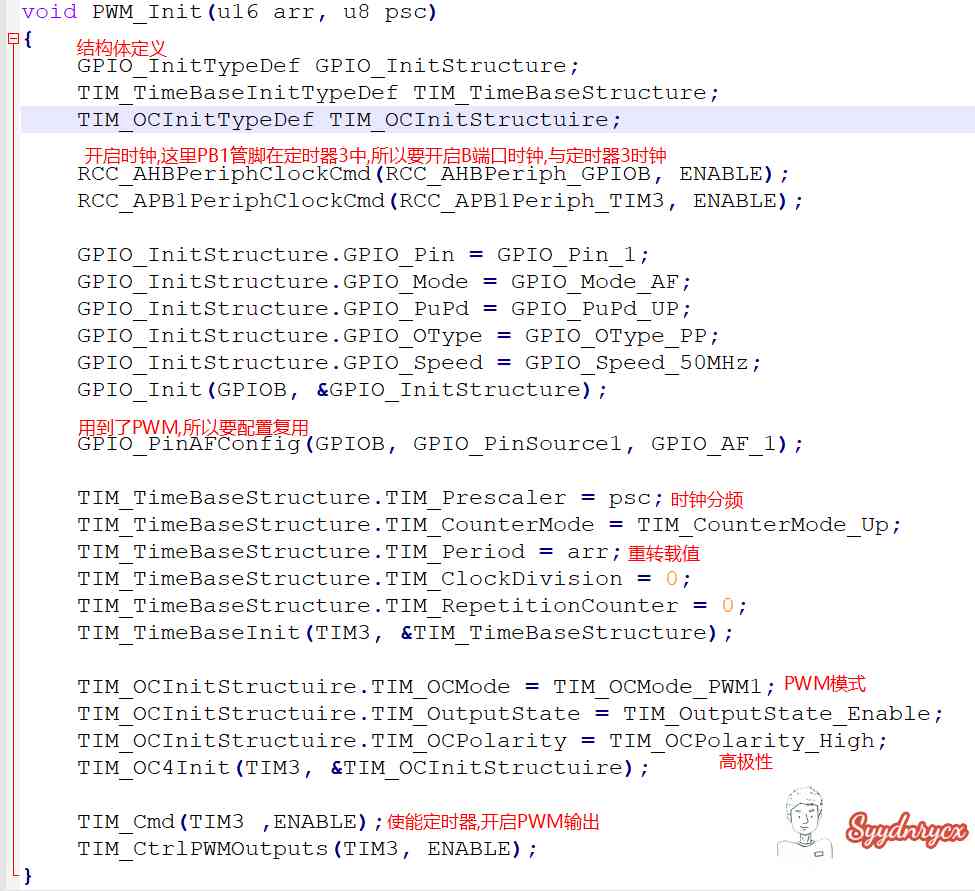 void PWM_Init(u16 arr, u8 psc)
{
结构体定义
GPIO_InitTypeDef GPIO_InitStructure;
TIM_TimeBaseInitTypeDef TIM_TimeBaseStructure;
TIM_OCInitTypeDef TIM_OCInitStructuire;
开启时钟,这里PB1管脚在定时器3中,所以要开启B端口时钟,与定时器3时钟
RCC_AHBPeriphClockCmd(RCC_AHBPeriph_GPIOB, ENABLE);
RCC_APB1PeriphClockCmd(RCC_APB1Periph_TIM3, ENABLE);
GPIO_InitStructure.GPIO_Pin = GPIO_Pin_1;
GPIO_InitStructure.GPIO_Mode = GPIO_Mode_AF;
GPIO_InitStructure.GPIO_PuPd = GPIO_PuPd_UP;
GPIO_InitStructure.GPIO_OType = GPIO_OType_PP;
GPIO_InitStructure.GPIO_Speed = GPIO_Speed_50MHz;
GPIO_Init(GPIOB, &GPIO_InitStructure);
用到了PWM,所以要配置复用
GPIO_PinAFConfig(GPIOB, GPIO_PinSource1, GPIO_AF_1);
TIM_TimeBaseStructure.TIM_Prescaler = psc; 时钟分频
TIM_TimeBaseStructure.TIM_CounterMode = TIM_CounterMode_Up;
TIM_TimeBaseStructure.TIM_Period = arr; 重转载值
TIM_TimeBaseStructure.TIM_ClockDivision = 0;
TIM_TimeBaseStructure.TIM_RepetitionCounter = 0;
TIM_TimeBaseInit(TIM3, &TIM_TimeBaseStructure);
TIM_OCInitStructuire.TIM_OCMode = TIM_OCMode_PWM1; PWM模式
TIM_OCInitStructuire.TIM_OutputState = TIM_OutputState_Enable;
TIM_OCInitStructuire.TIM_OCPolarity = TIM_OCPolarity_High;
高极性
TIM_OC4Init(TIM3, &TIM_OCInitStructuire);
TIM_Cmd(TIM3 ,ENABLE); 使能定时器,开启PWM输出
TIM_CtrlPWMOutputs(TIM3, ENABLE);
}
Syydnrycx